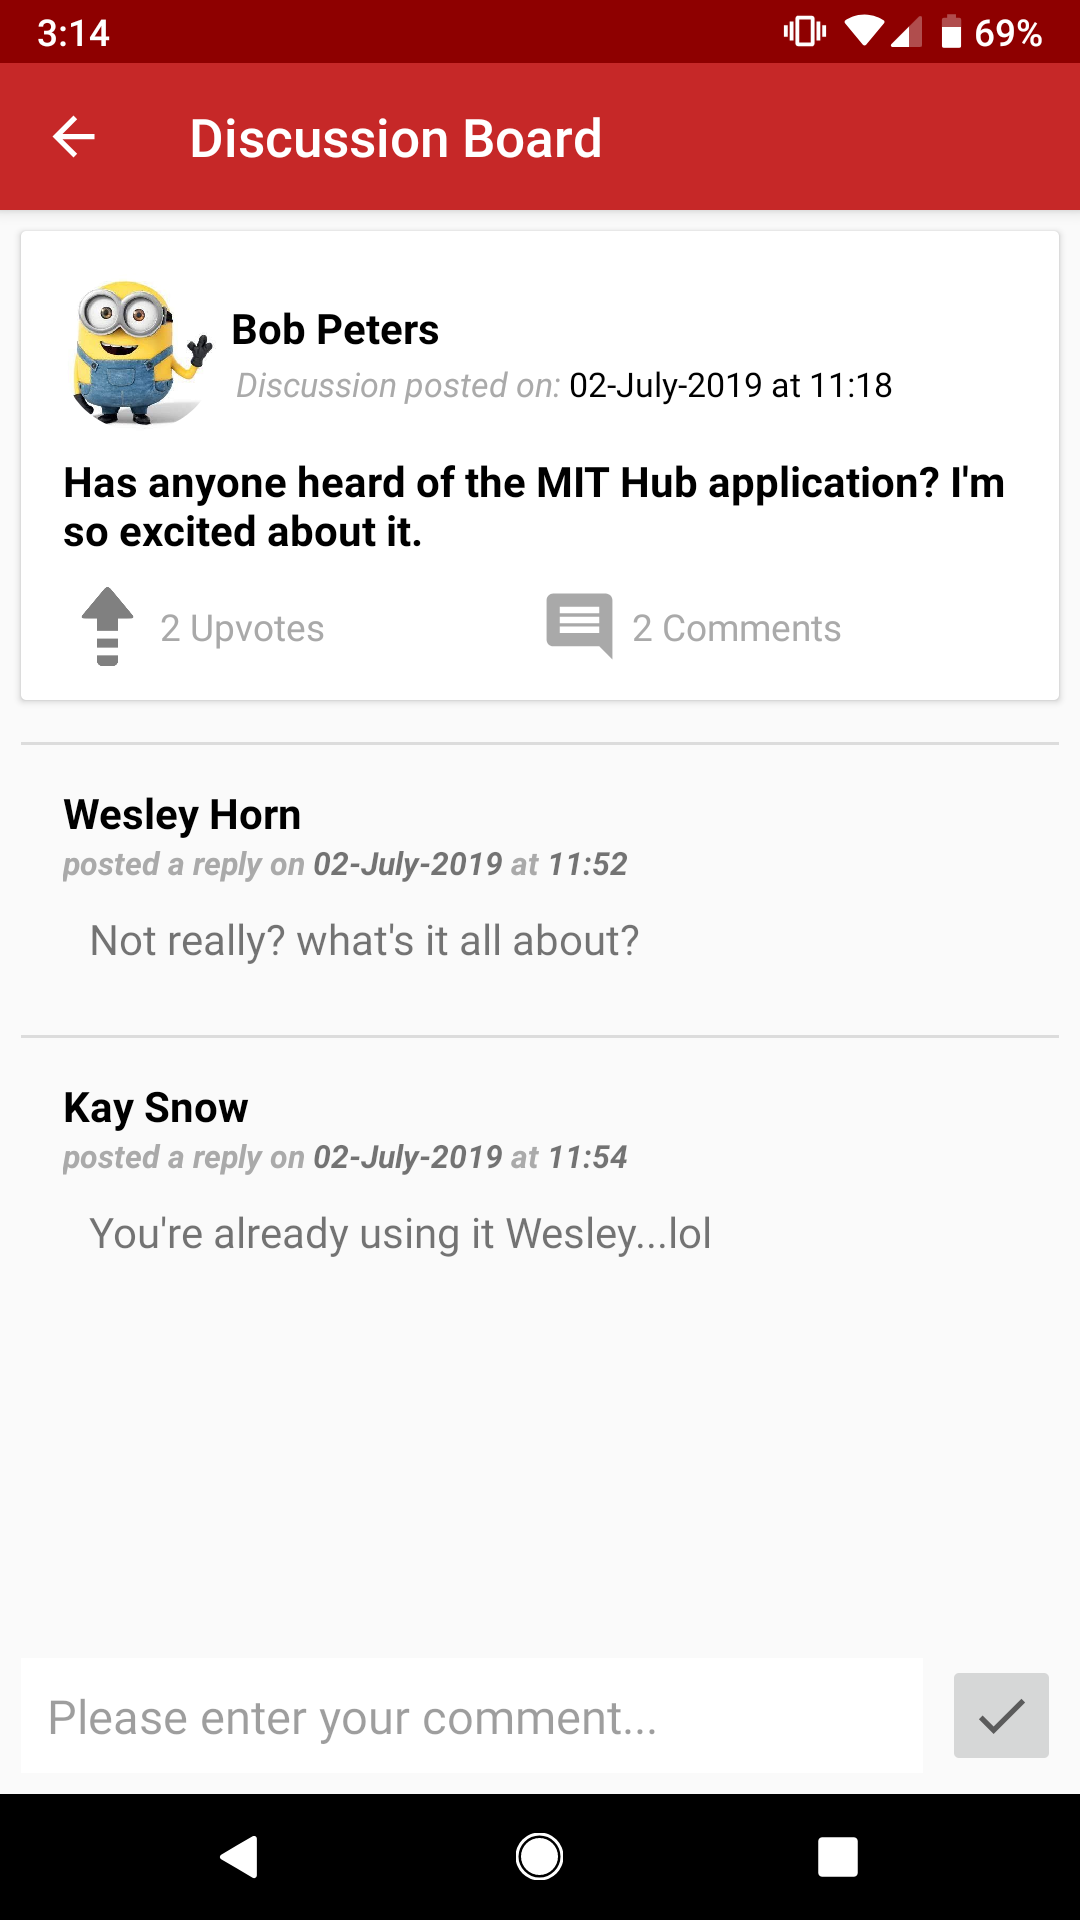 3:14 69%
Discussion Board
Bob Peters
Discussion posted on: 02-July-2019 at 11:18
Has anyone heard of the MIT Hub application? I'm
so excited about it.
2 Upvotes 2 Comments
Wesley Horn
posted a reply on 02-July-2019 at 11:52
Not really? what's it all about?
Kay Snow
posted a reply on 02-July-2019 at 11:54
You're already using it Wesley...lol
Please enter your comment...